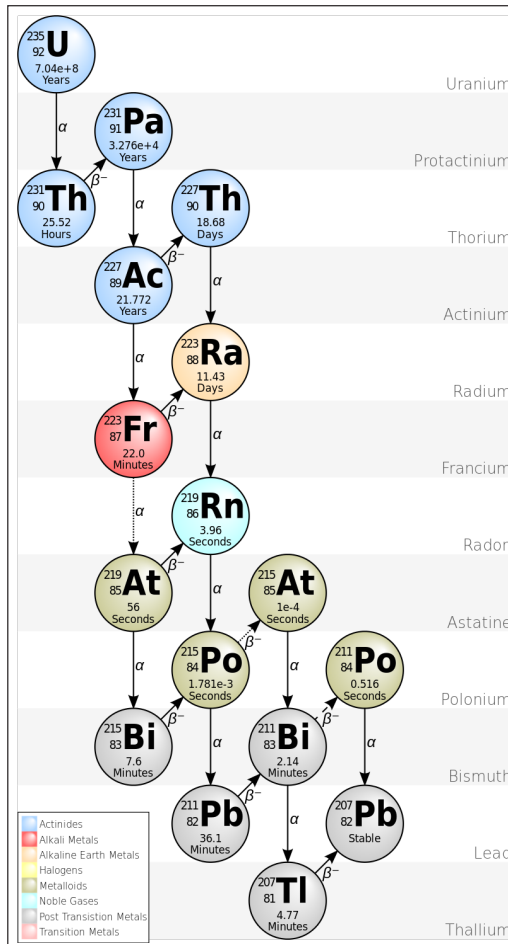 235
92
U
7.04e+8
Years
Uranium
α
231
91
Pa
3.276e+4
Years
Protactinium
β⁻
231
90
Th
25.52
Hours
α
227
90
Th
18.68
Days
Thorium
β⁻
227
89
Ac
21.772
Years
α
Actinium
α
223
88
Ra
11.43
Days
Radium
β⁻
223
87
Fr
22.0
Minutes
α
Francium
α
219
86
Rn
3.96
Seconds
Radon
β⁻
219
85
At
56
Seconds
α
215
85
At
1e-4
Seconds
Astatine
α
β⁻
215
84
Po
1.781e-3
Seconds
β⁻
α
211
84
Po
0.516
Seconds
Polonium
215
83
Bi
7.6
Minutes
β⁻
α
211
83
Bi
2.14
Minutes
β⁻
α
Bismuth
211
82
Pb
36.1
Minutes
β⁻
α
207
82
Pb
Stable
Lead
207
81
Tl
4.77
Minutes
β⁻
Thallium
Actinides
Alkali Metals
Alkaline Earth Metals
Halogens
Metalloids
Noble Gases
Post Transistion Metals
Transition Metals